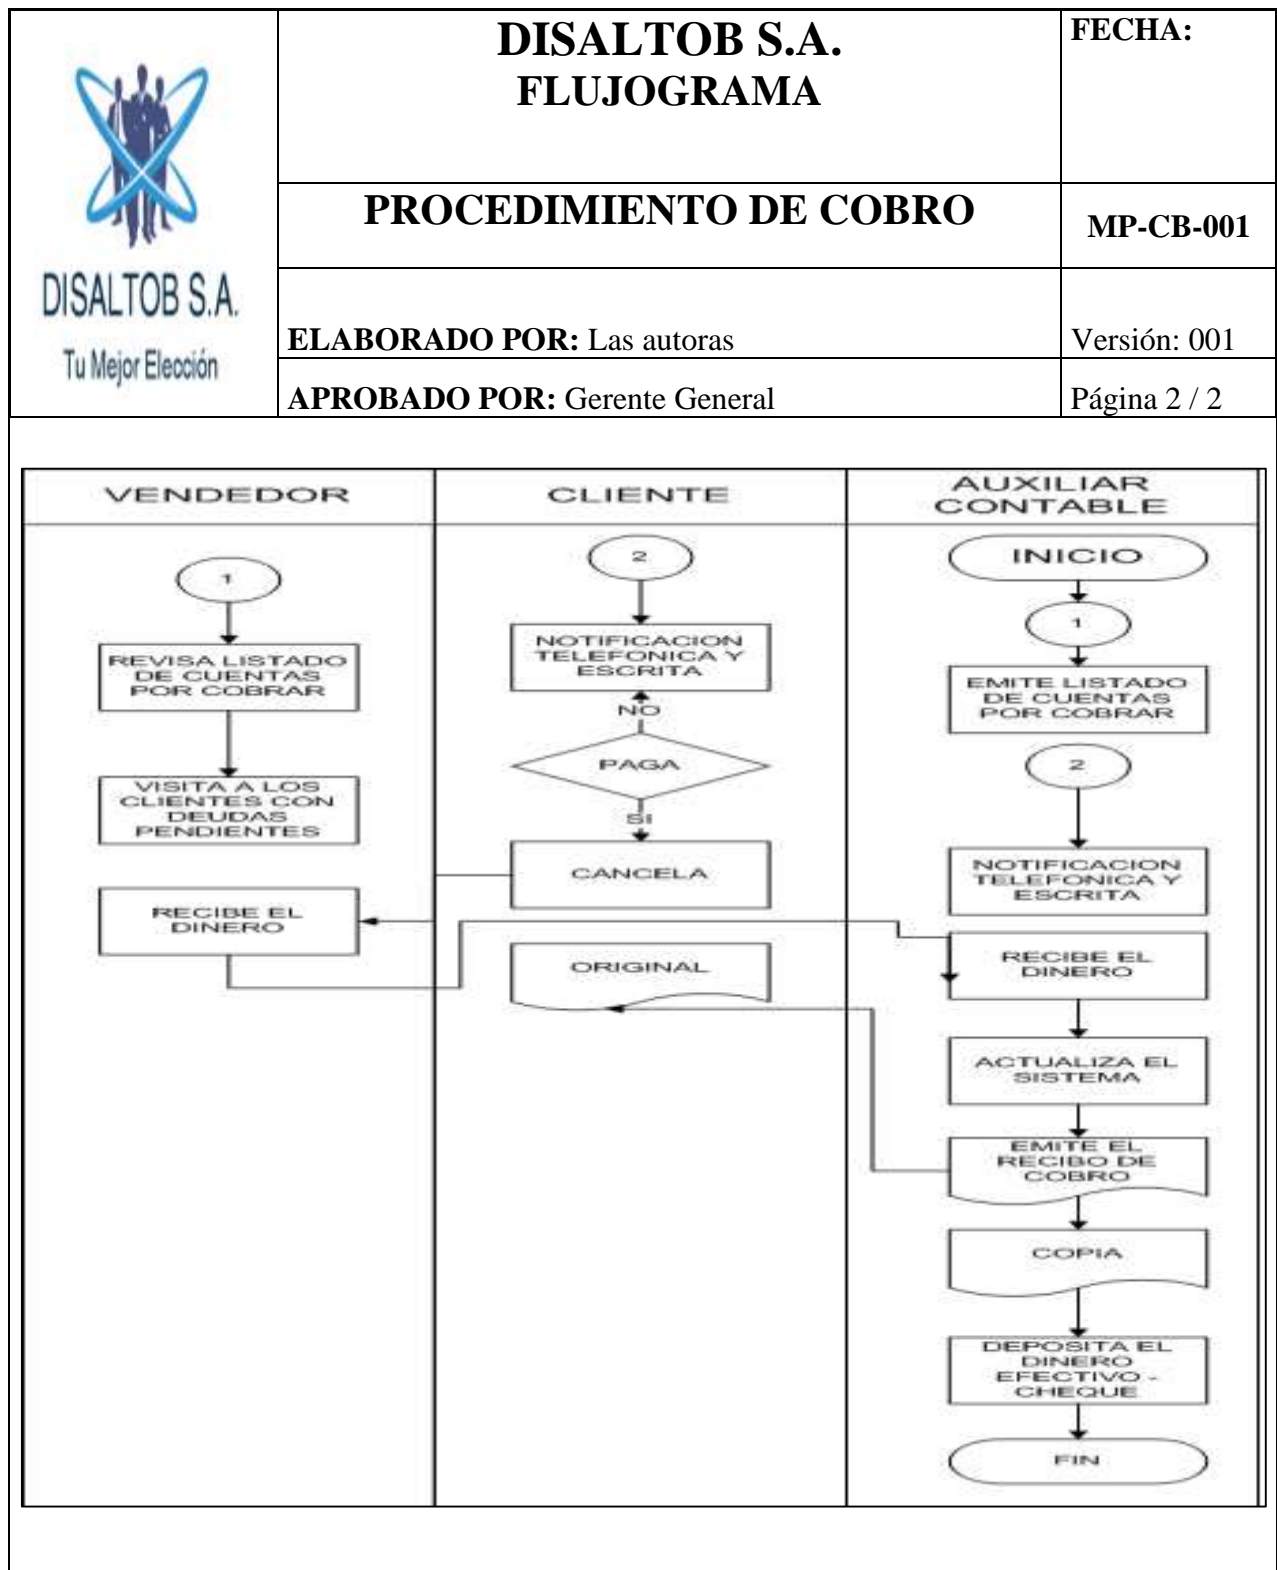 DISALTOB S.A.
Tu Mejor Elección
DISALTOB S.A.
FLUJOGRAMA
FECHA:
PROCEDIMIENTO DE COBRO
MP-CB-001
ELABORADO POR: Las autoras
Versión: 001
APROBADO POR: Gerente General
Página 2 / 2
VENDEDOR
1
REVISA LISTADO
DE CUENTAS
POR COBRAR
VISITA A LOS
CLIENTES CON
DEUDAS
PENDIENTES
RECIBE EL
DINERO
CLIENTE
2
NOTIFICACION
TELEFONICA Y
ESCRITA
NO
PAGA
SI
CANCELA
ORIGINAL
AUXILIAR
CONTABLE
INICIO
1
EMITE LISTADO
DE CUENTAS
POR COBRAR
2
NOTIFICACION
TELEFONICA Y
ESCRITA
RECIBE EL
DINERO
ACTUALIZA EL
SISTEMA
EMITE EL
RECIBO DE
COBRO
COPIA
DEPOSITA EL
DINERO
EFECTIVO -
CHEQUE
FIN